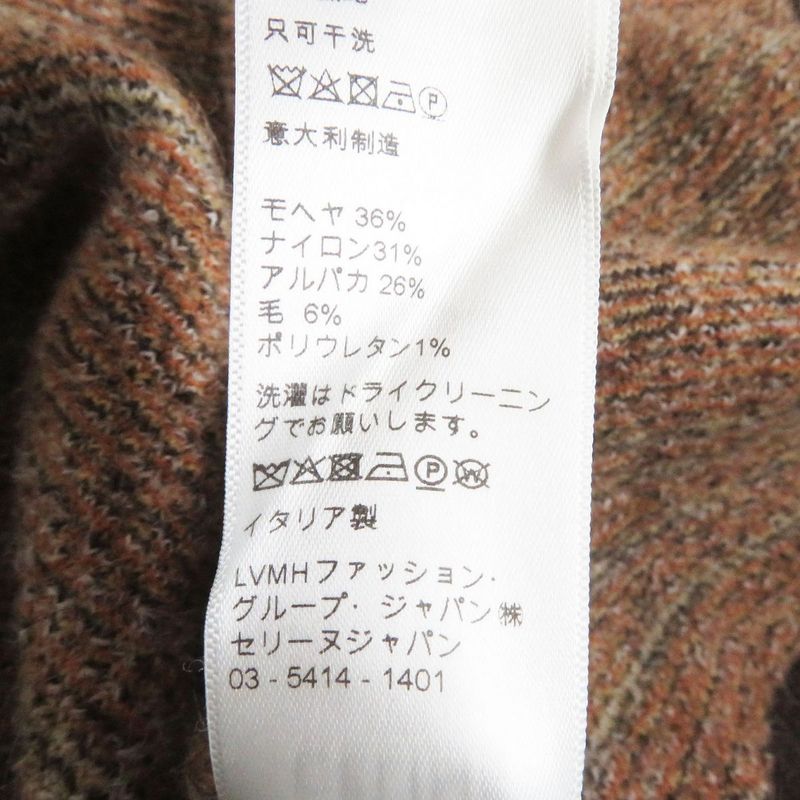 只可干洗
P
意大利制造
モヘヤ 36%
ナイロン31%
アルパカ 26%
毛 6%
ポリウレタン1%
洗濯はドライクリーニン
グでお願いします。
P W
イタリア製
LVMHファッション・
グループ・ジャパン㈱
セリーヌジャパン
03 - 5414 - 1401